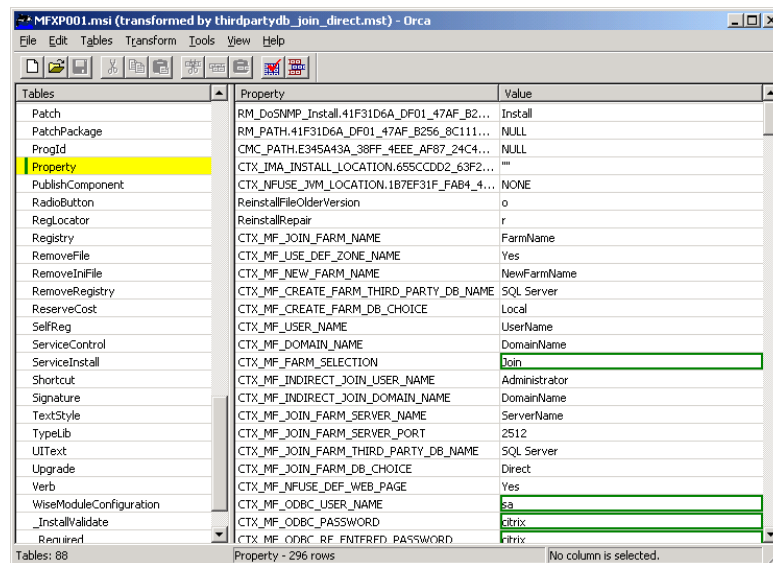 MFXP001.msi (transformed by thirdpartydb_join_direct.mst) - Orca
File Edit Tables Transform Tools View Help
Tables Property Value
Patch RM_DoSNMP_Install.41F31D6A_DF01_47AF_B2... Install
PatchPackage RM_PATH.41F31D6A_DF01_47AF_B256_8C111... NULL
ProgId CMC_PATH.E345A43A_38FF_4EEE_AF87_24C4... NULL
Property CTX_IMA_INSTALL_LOCATION.655CCDD2_63F2... ""
PublishComponent CTX_NFUSE_JVM_LOCATION.1B7EF31F_FAB4_4... NONE
RadioButton ReinstallFileOlderVersion o
RegLocator ReinstallRepair r
Registry CTX_MF_JOIN_FARM_NAME FarmName
RemoveFile CTX_MF_USE_DEF_ZONE_NAME Yes
RemoveIniFile CTX_MF_NEW_FARM_NAME NewFarmName
RemoveRegistry CTX_MF_CREATE_FARM_THIRD_PARTY_DB_NAME SQL Server
ReserveCost CTX_MF_CREATE_FARM_DB_CHOICE Local
SelfReg CTX_MF_USER_NAME UserName
ServiceControl CTX_MF_DOMAIN_NAME DomainName
ServiceInstall CTX_MF_FARM_SELECTION Join
Shortcut CTX_MF_INDIRECT_JOIN_USER_NAME Administrator
Signature CTX_MF_INDIRECT_JOIN_DOMAIN_NAME DomainName
TextStyle CTX_MF_JOIN_FARM_SERVER_NAME ServerName
TypeLib CTX_MF_JOIN_FARM_SERVER_PORT 2512
UIText CTX_MF_JOIN_FARM_THIRD_PARTY_DB_NAME SQL Server
Upgrade CTX_MF_JOIN_FARM_DB_CHOICE Direct
Verb CTX_MF_NFUSE_DEF_WEB_PAGE Yes
WiseModuleConfiguration CTX_MF_ODBC_USER_NAME sa
_InstallValidate CTX_MF_ODBC_PASSWORD citrix
_Required CTX_MF_ODBC_RE_ENTERED_PASSWORD citrix
Tables: 88 Property - 296 rows No column is selected.